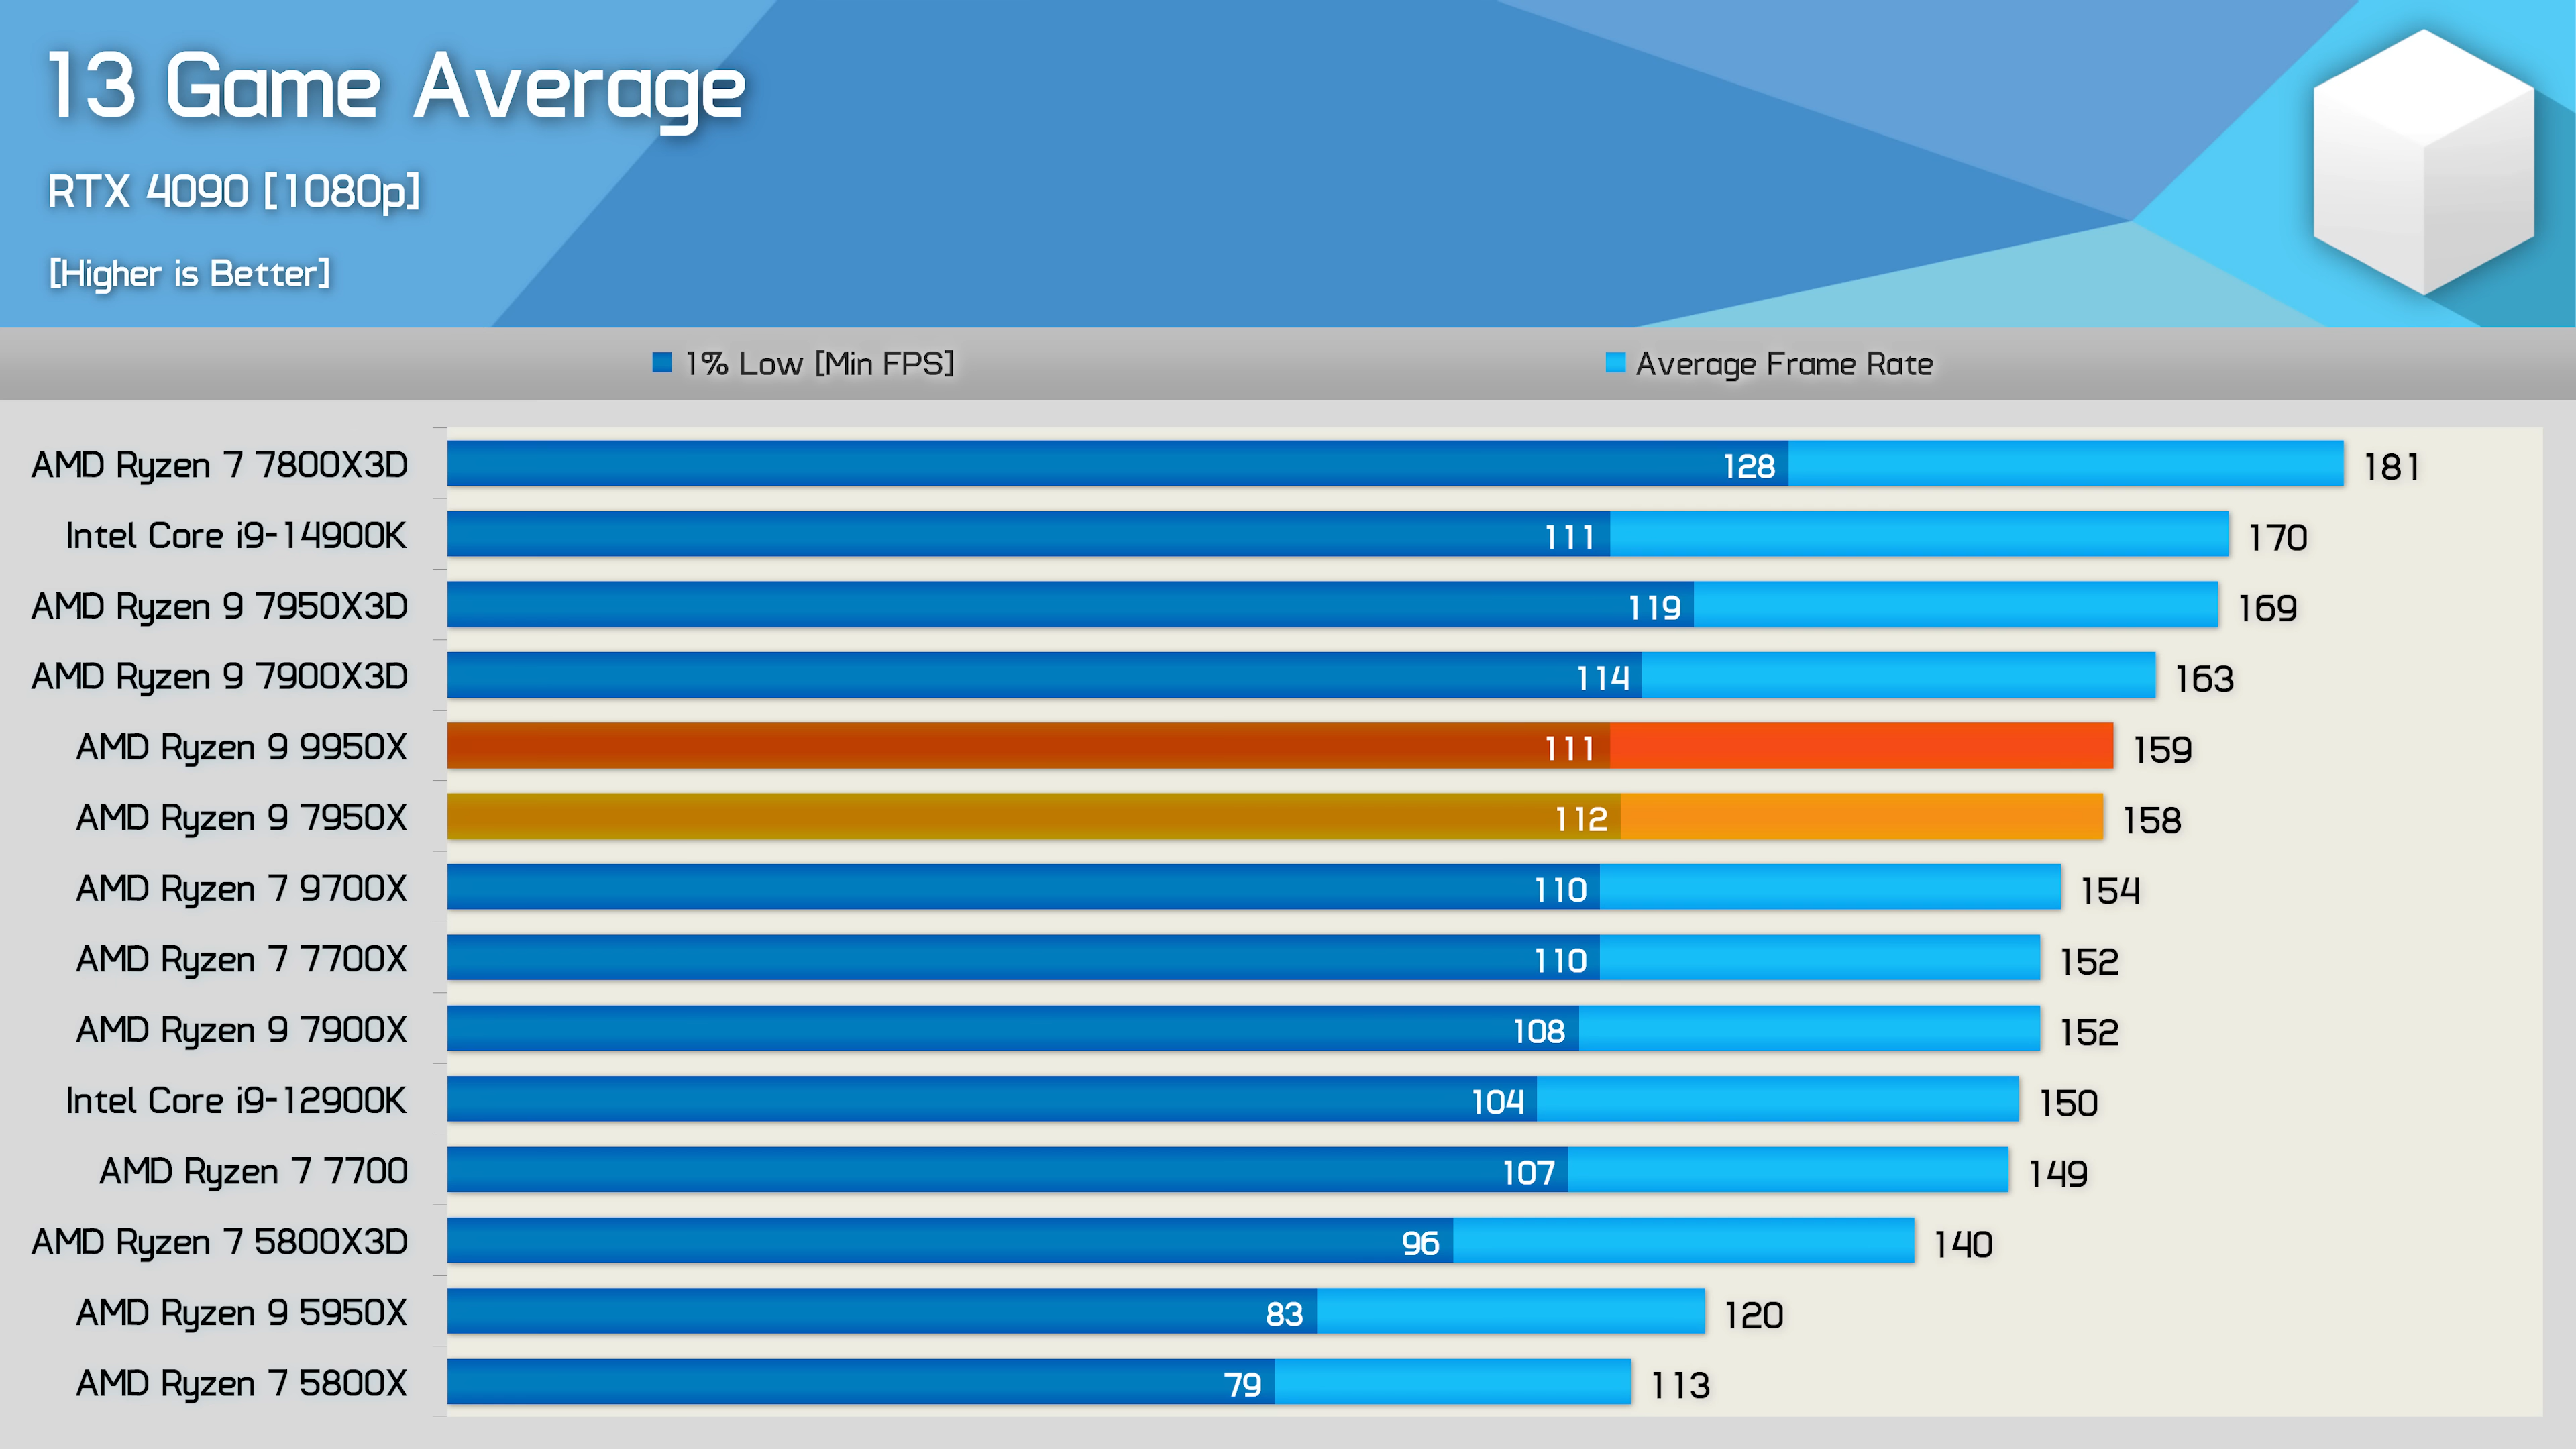 13 Game Average
RTX 4090 [1080p]
[Higher is Better]
1% Low [Min FPS] Average Frame Rate
AMD Ryzen 7 7800X3D 128 181
Intel Core i9-14900K 111 170
AMD Ryzen 9 7950X3D 119 169
AMD Ryzen 9 7900X3D 114 163
AMD Ryzen 9 9950X 111 159
AMD Ryzen 9 7950X 112 158
AMD Ryzen 7 9700X 110 154
AMD Ryzen 7 7700X 110 152
AMD Ryzen 9 7900X 108 152
Intel Core i9-12900K 104 150
AMD Ryzen 7 7700 107 149
AMD Ryzen 7 5800X3D 96 140
AMD Ryzen 9 5950X 83 120
AMD Ryzen 7 5800X 79 113